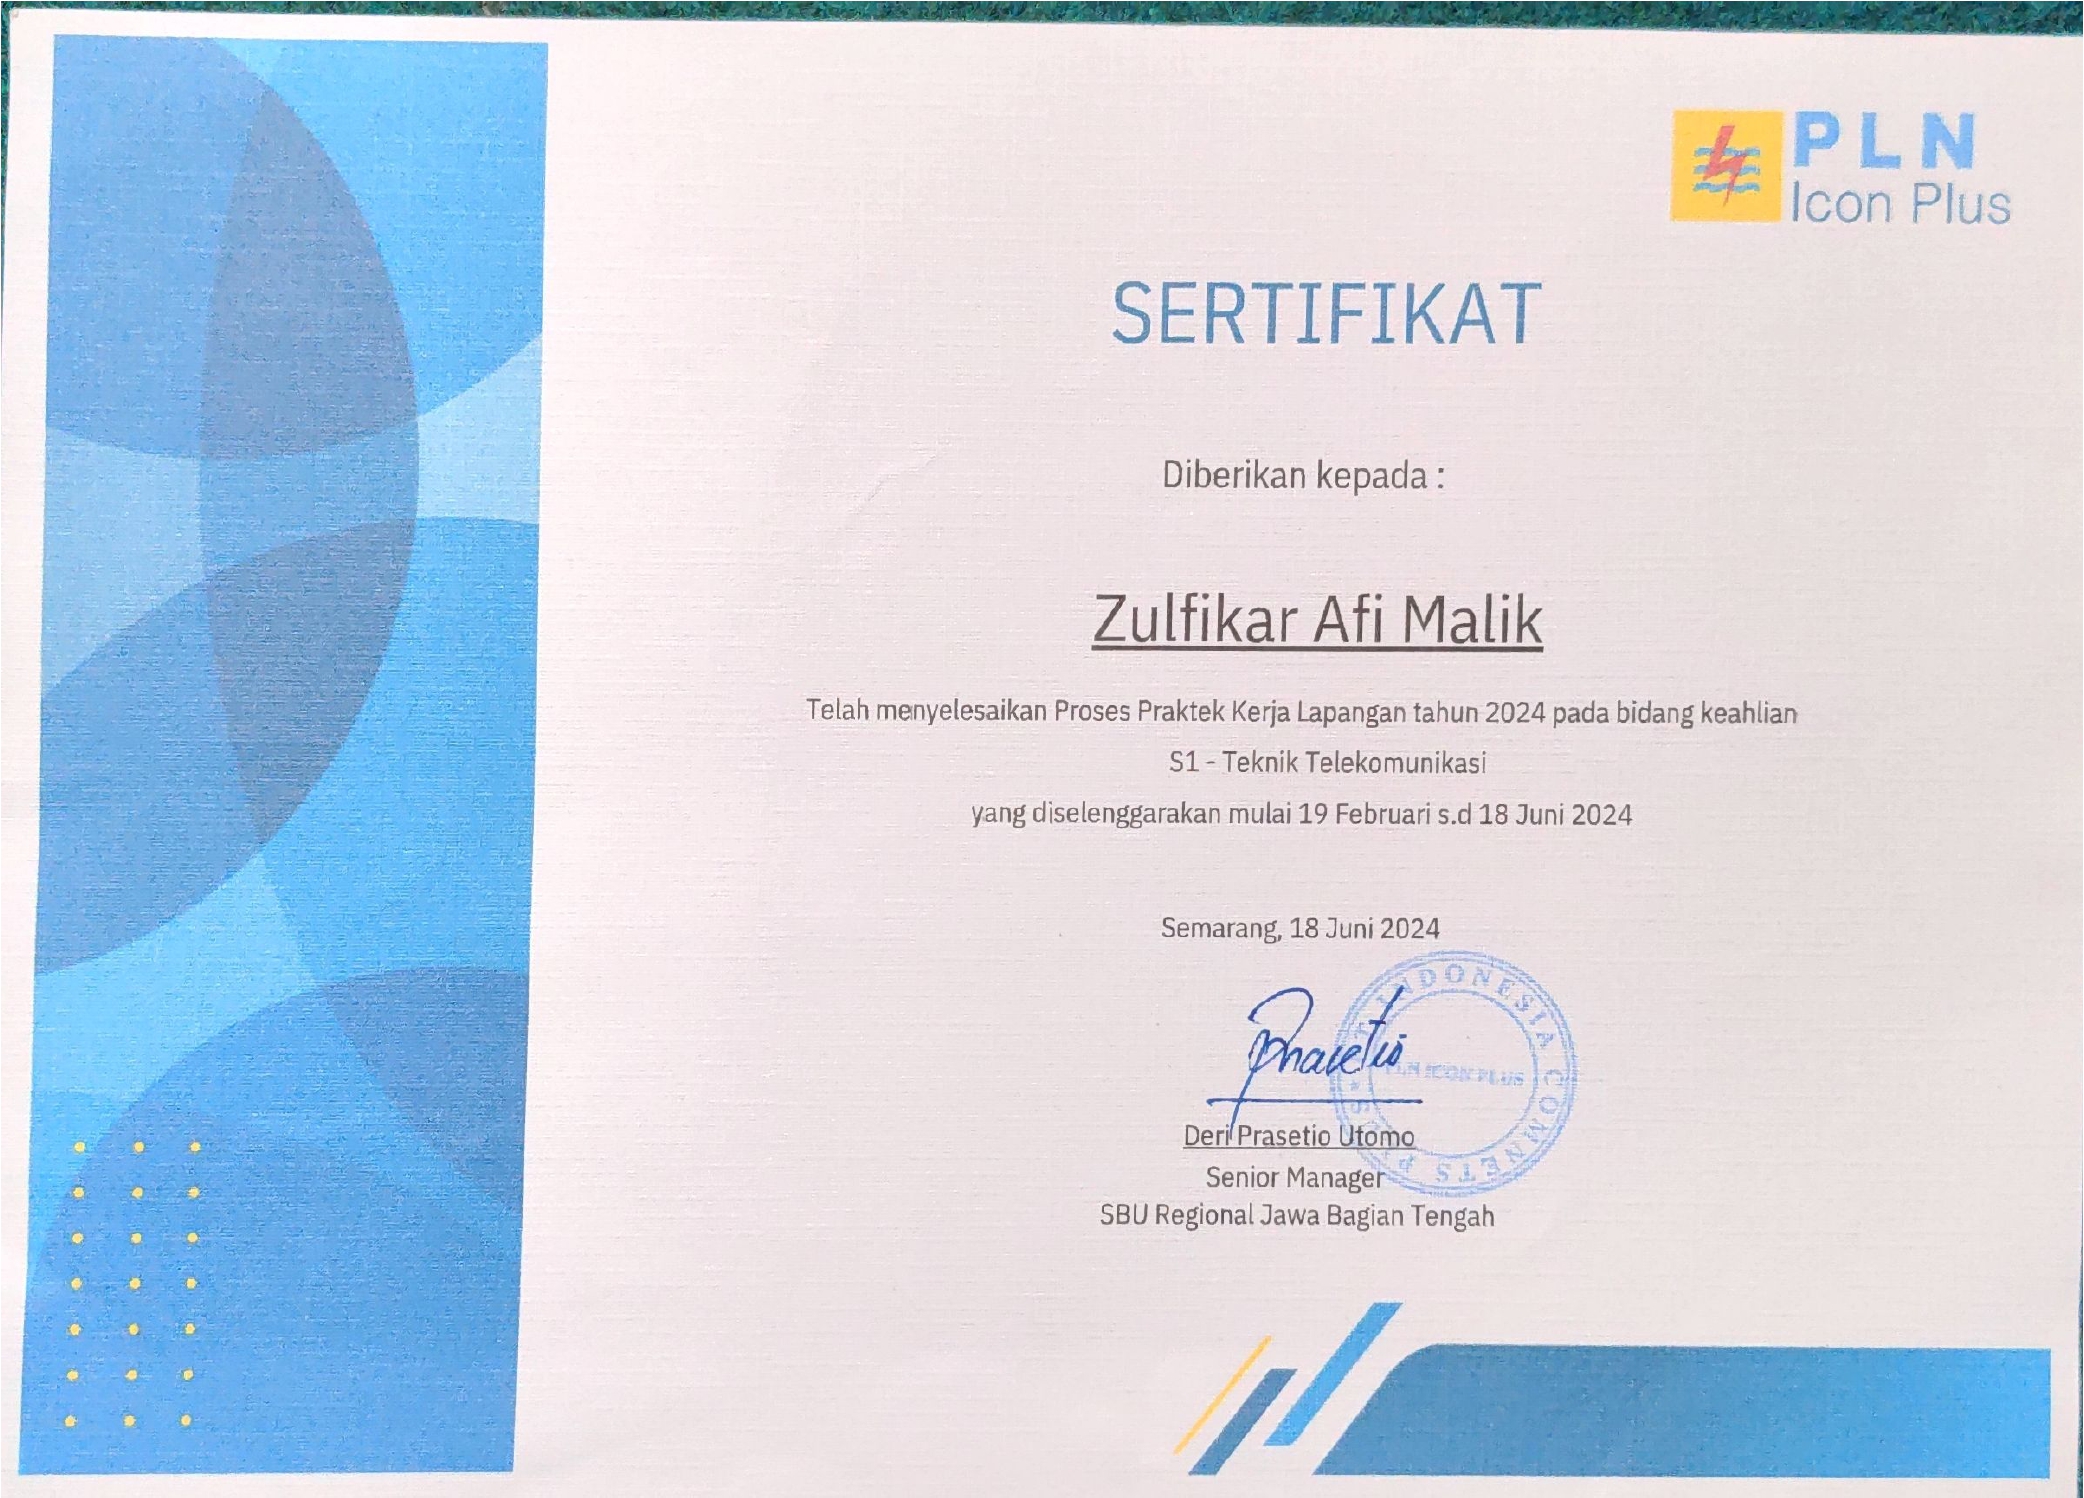 PLN
Icon Plus
SERTIFIKAT
Diberikan kepada :
Zulfikar Afi Malik
Telah menyelesaikan Proses Praktek Kerja Lapangan tahun 2024 pada bidang keahlian
S1 - Teknik Telekomunikasi
yang diselenggarakan mulai 19 Februari s.d 18 Juni 2024
Semarang, 18 Juni 2024
Prasetio
INDONESIA COMNETS PLUS
PLN ICON PLUS
Deri Prasetio Utomo
Senior Manager
SBU Regional Jawa Bagian Tengah